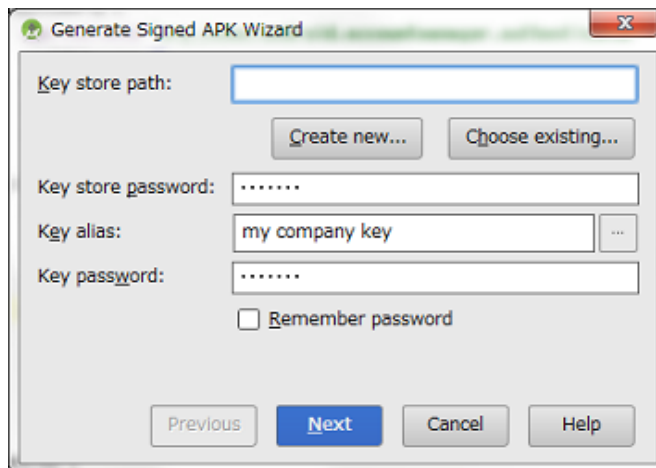 Generate Signed APK Wizard
Key store path:
Create new...
Choose existing...
Key store password: •••••••
Key alias: my company key ...
Key password: •••••••
Remember password
Previous
Next
Cancel
Help